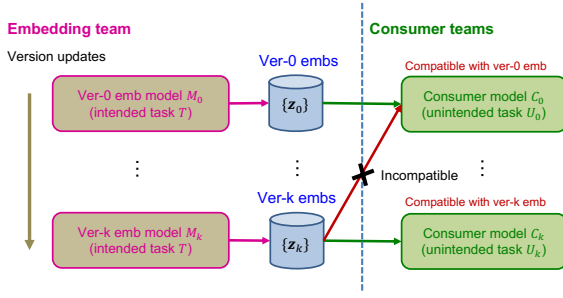 Embedding team
Consumer teams
Version updates
Ver-0 embs
Compatible with ver-0 emb
Ver-0 emb model M₀
(intended task T)
{z₀}
Consumer model C₀
(unintended task U₀)
⋮ ⋮ ⋮
Incompatible
Ver-k embs
Compatible with ver-k emb
Ver-k emb model Mₖ
(intended task T)
{zₖ}
Consumer model Cₖ
(unintended task Uₖ)